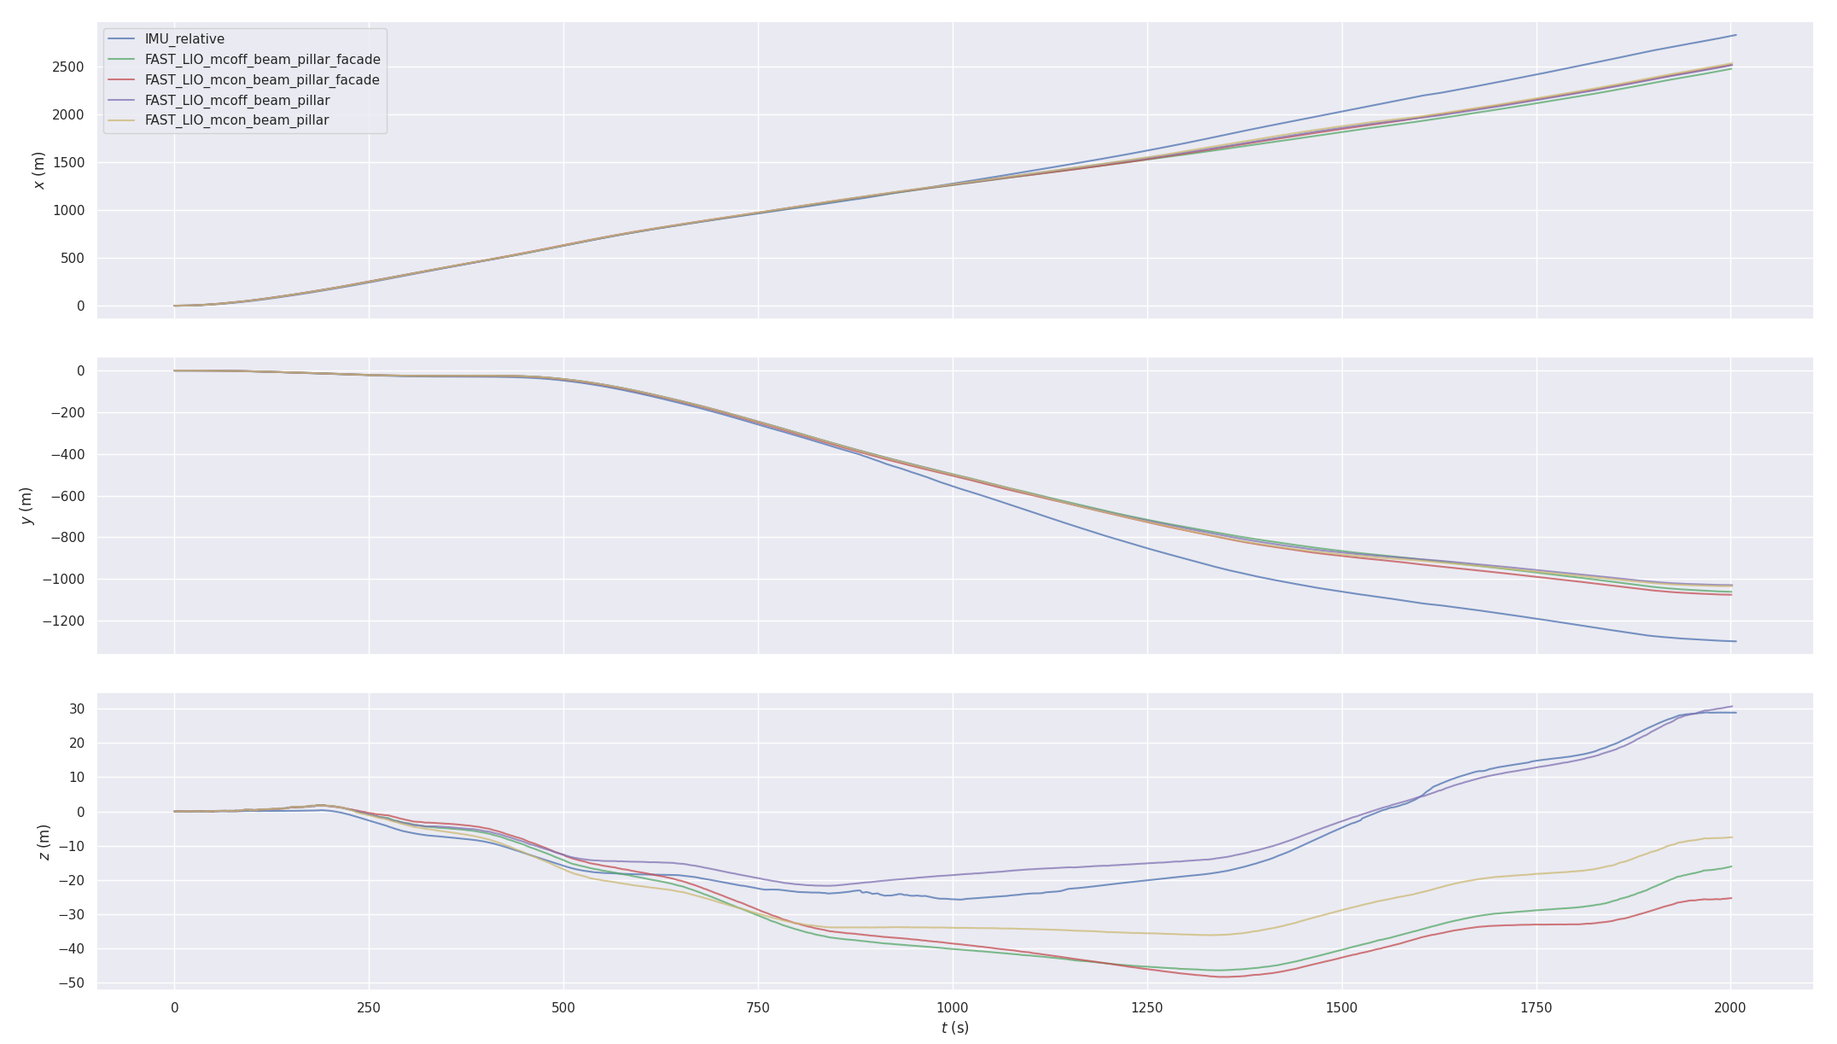 IMU_relative
FAST_LIO_mcoff_beam_pillar_facade
FAST_LIO_mcon_beam_pillar_facade
FAST_LIO_mcoff_beam_pillar
FAST_LIO_mcon_beam_pillar
2500
2000
1500
1000
500
0
x (m)
0
−200
−400
−600
−800
−1000
−1200
y (m)
30
20
10
0
−10
−20
−30
−40
−50
z (m)
0 250 500 750 1000 1250 1500 1750 2000
t (s)